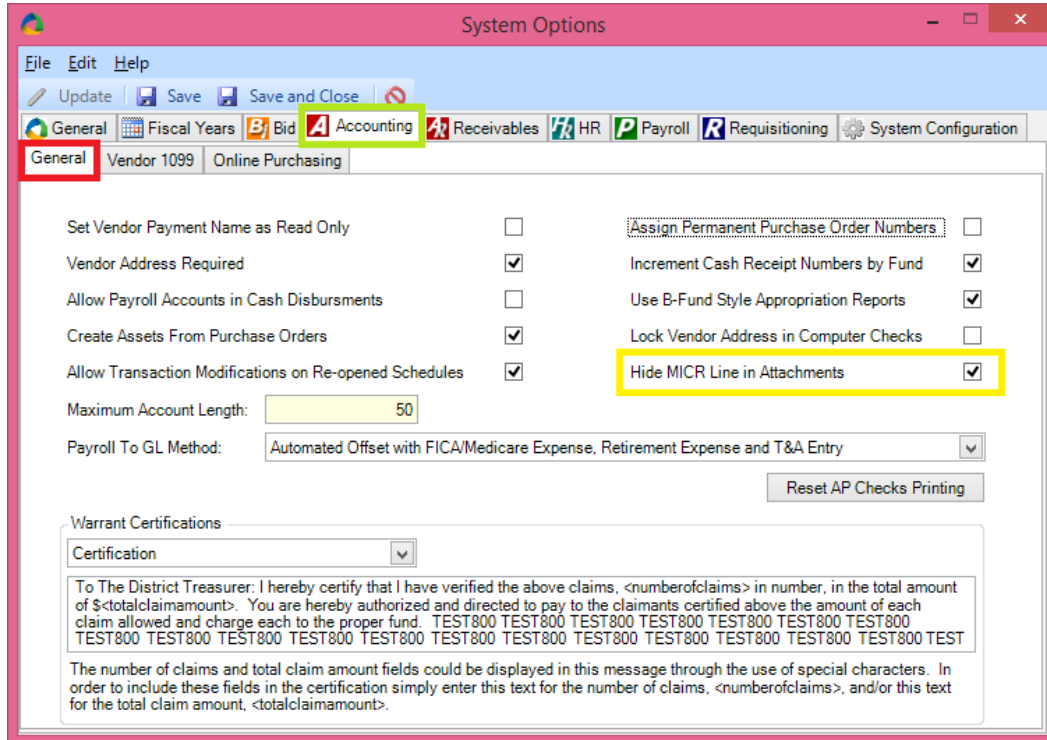 System Options
File Edit Help
Update Save Save and Close
General Fiscal Years Bid Accounting Receivables HR Payroll Requisitioning System Configuration
General Vendor 1099 Online Purchasing
Set Vendor Payment Name as Read Only
Assign Permanent Purchase Order Numbers
Vendor Address Required
Increment Cash Receipt Numbers by Fund
Allow Payroll Accounts in Cash Disbursments
Use B-Fund Style Appropriation Reports
Create Assets From Purchase Orders
Lock Vendor Address in Computer Checks
Allow Transaction Modifications on Re-opened Schedules
Hide MICR Line in Attachments
Maximum Account Length: 50
Payroll To GL Method: Automated Offset with FICA/Medicare Expense, Retirement Expense and T&A Entry
Reset AP Checks Printing
Warrant Certifications
Certification
To The District Treasurer: I hereby certify that I have verified the above claims, <numberofclaims> in number, in the total amount
of $<totalclaimamount>. You are hereby authorized and directed to pay to the claimants certified above the amount of each
claim allowed and charge each to the proper fund. TEST800 TEST800 TEST800 TEST800 TEST800 TEST800 TEST800
TEST800 TEST800 TEST800 TEST800 TEST800 TEST800 TEST800 TEST800 TEST800 TEST800 TEST800 TEST800 TEST
The number of claims and total claim amount fields could be displayed in this message through the use of special characters. In
order to include these fields in the certification simply enter this text for the number of claims, <numberofclaims>, and/or this text
for the total claim amount, <totalclaimamount>.